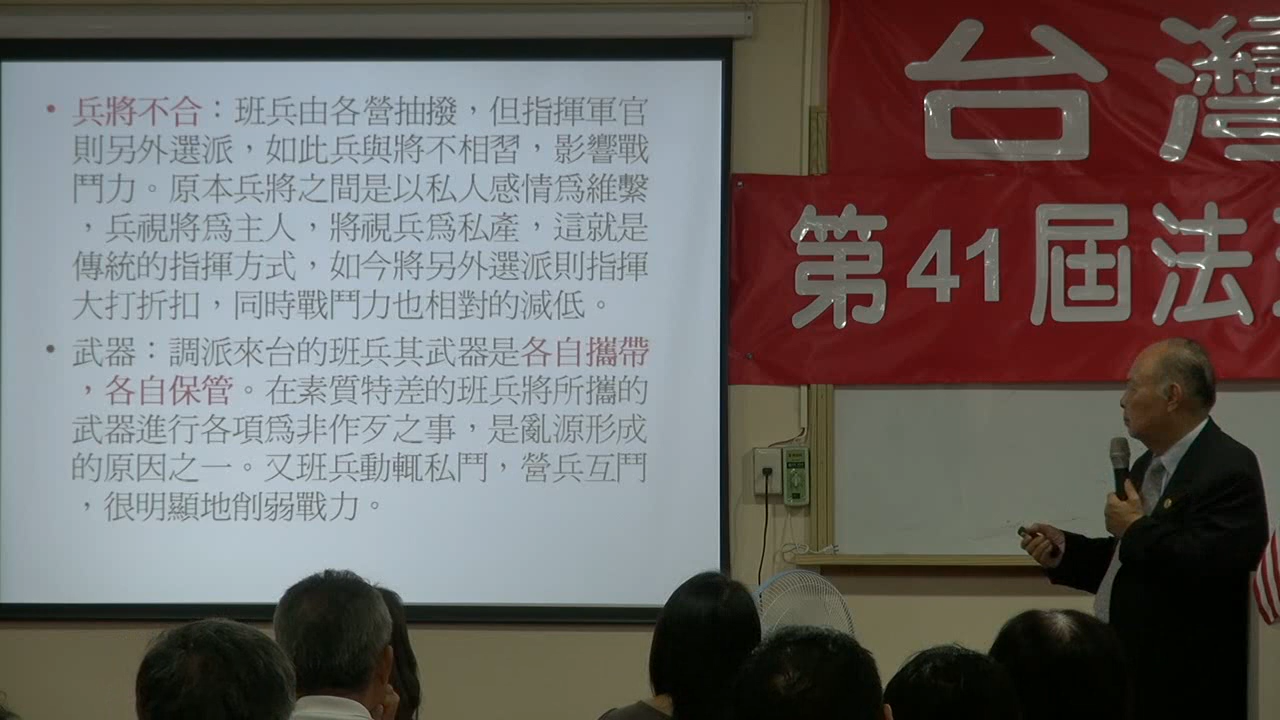 • 兵將不合：班兵由各營抽撥，但指揮軍官
則另外選派，如此兵與將不相習，影響戰
鬥力。原本兵將之間是以私人感情為維繫
，兵視將為主人，將視兵為私產，這就是
傳統的指揮方式，如今將另外選派則指揮
大打折扣，同時戰鬥力也相對的減低。
• 武器：調派來台的班兵其武器是各自攜帶
，各自保管。在素質特差的班兵將所攜的
武器進行各項為非作歹之事，是亂源形成
的原因之一。又班兵動輒私鬥，營兵互鬥
，很明顯地削弱戰力。
台灣
第41屆法